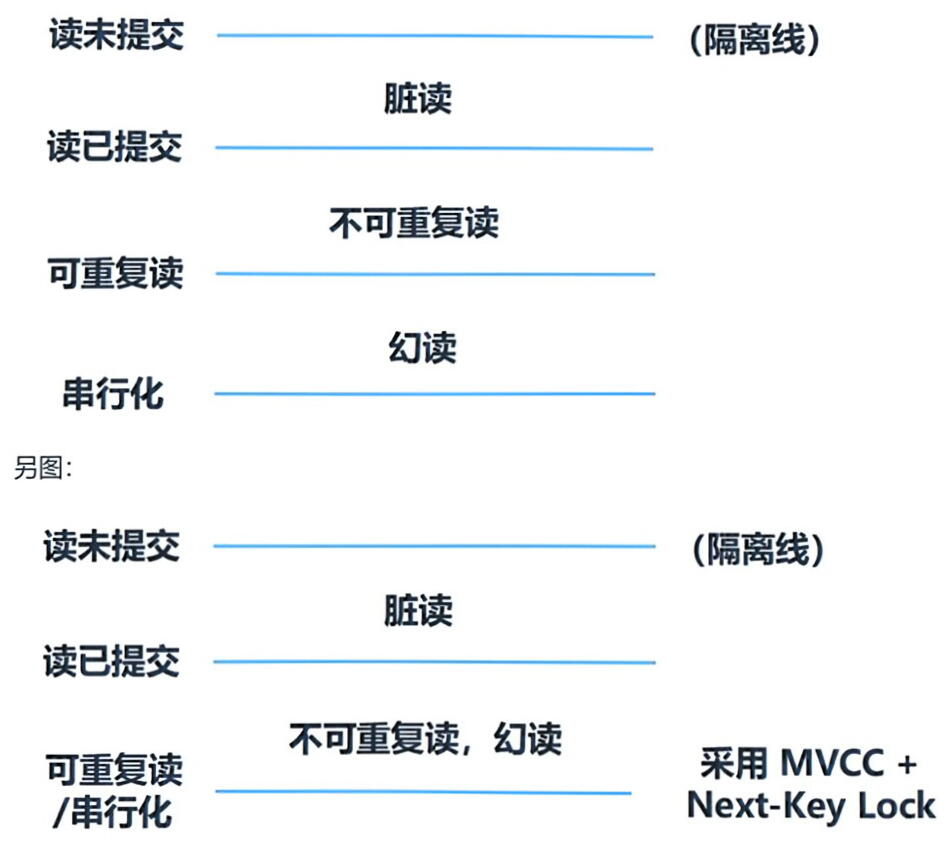 读未提交 (隔离线)
脏读
读已提交
不可重复读
可重复读
幻读
串行化
另图:
读未提交 (隔离线)
脏读
读已提交
不可重复读，幻读
可重复读
/串行化
采用 MVCC +
Next-Key Lock